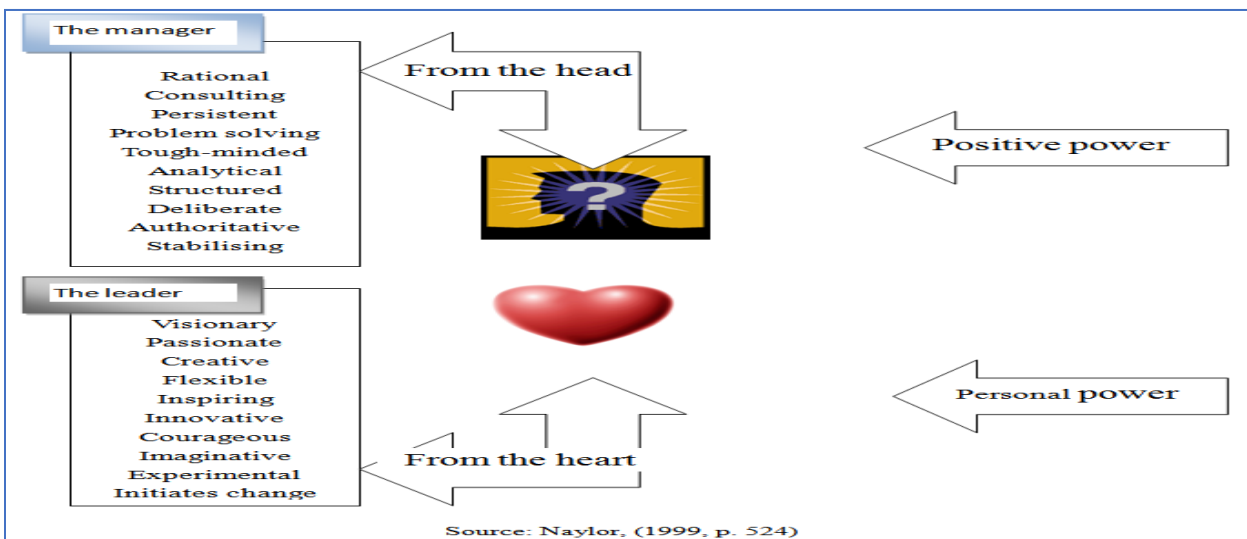 The manager
Rational
Consulting
Persistent
Problem solving
Tough-minded
Analytical
Structured
Deliberate
Authoritative
Stabilising
From the head
?
Positive power
The leader
Visionary
Passionate
Creative
Flexible
Inspiring
Innovative
Courageous
Imaginative
Experimental
Initiates change
From the heart
Personal power
Source: Naylor, (1999, p. 524)